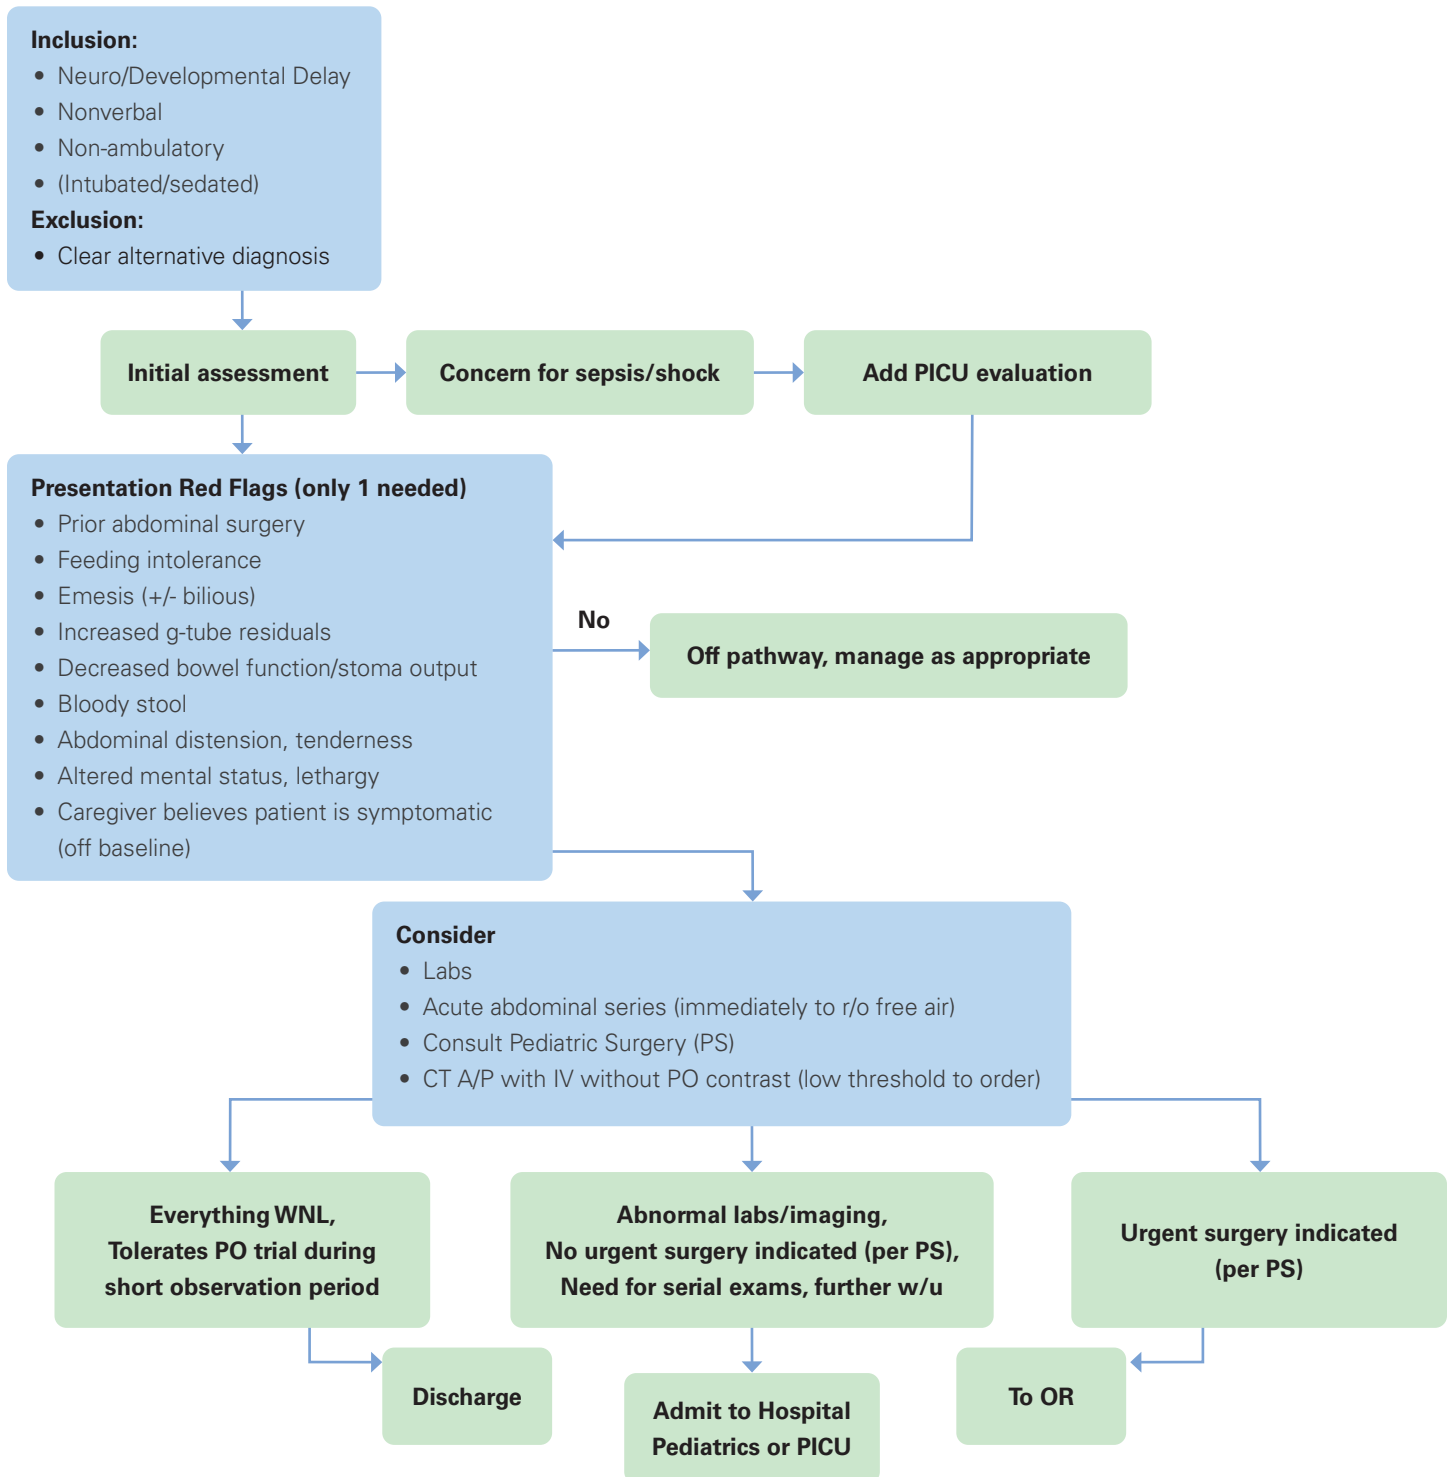 Inclusion:
• Neuro/Developmental Delay
• Nonverbal
• Non-ambulatory
• (Intubated/sedated)
Exclusion:
• Clear alternative diagnosis
Initial assessment
Concern for sepsis/shock
Add PICU evaluation
Presentation Red Flags (only 1 needed)
• Prior abdominal surgery
• Feeding intolerance
• Emesis (+/- bilious)
• Increased g-tube residuals
• Decreased bowel function/stoma output
• Bloody stool
• Abdominal distension, tenderness
• Altered mental status, lethargy
• Caregiver believes patient is symptomatic
(off baseline)
No
Off pathway, manage as appropriate
Consider
• Labs
• Acute abdominal series (immediately to r/o free air)
• Consult Pediatric Surgery (PS)
• CT A/P with IV without PO contrast (low threshold to order)
Everything WNL,
Tolerates PO trial during
short observation period
Abnormal labs/imaging,
No urgent surgery indicated (per PS),
Need for serial exams, further w/u
Urgent surgery indicated
(per PS)
Discharge
Admit to Hospital
Pediatrics or PICU
To OR